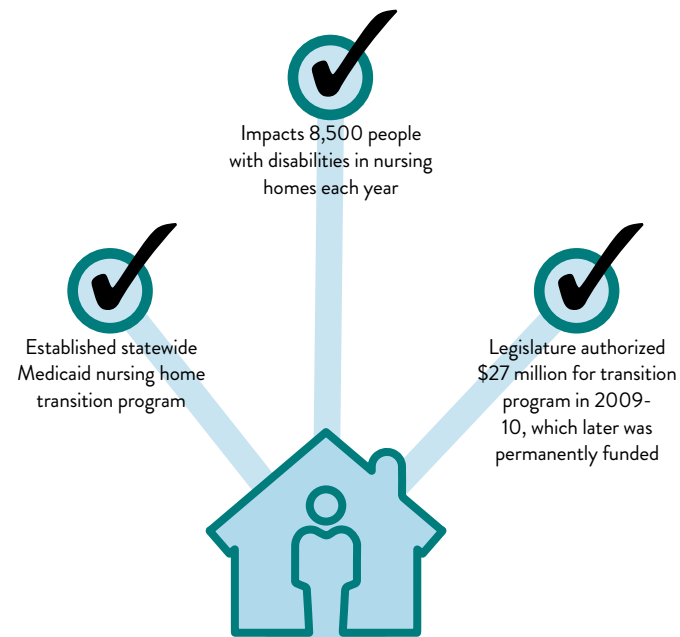 Impacts 8,500 people
with disabilities in nursing
homes each year
Established statewide
Medicaid nursing home
transition program
Legislature authorized
$27 million for transition
program in 2009-
10, which later was
permanently funded